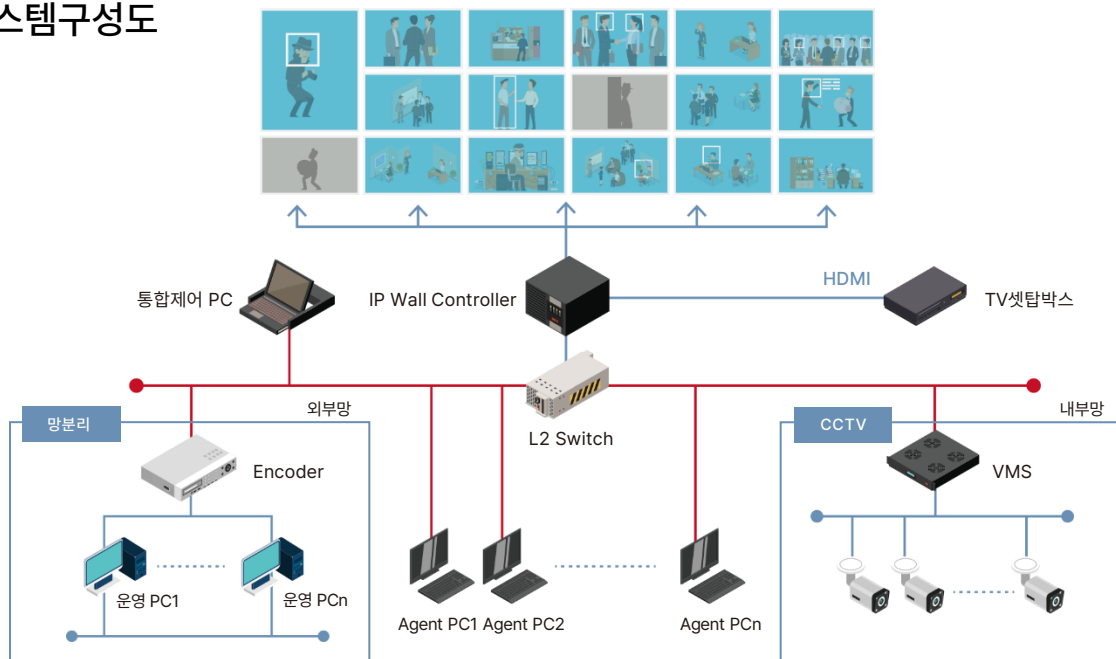 스템구성도
통합제어 PC
IP Wall Controller
HDMI
TV셋탑박스
L2 Switch
망분리
외부망
Encoder
운영 PC1
운영 PCn
Agent PC1
Agent PC2
Agent PCn
CCTV
내부망
VMS